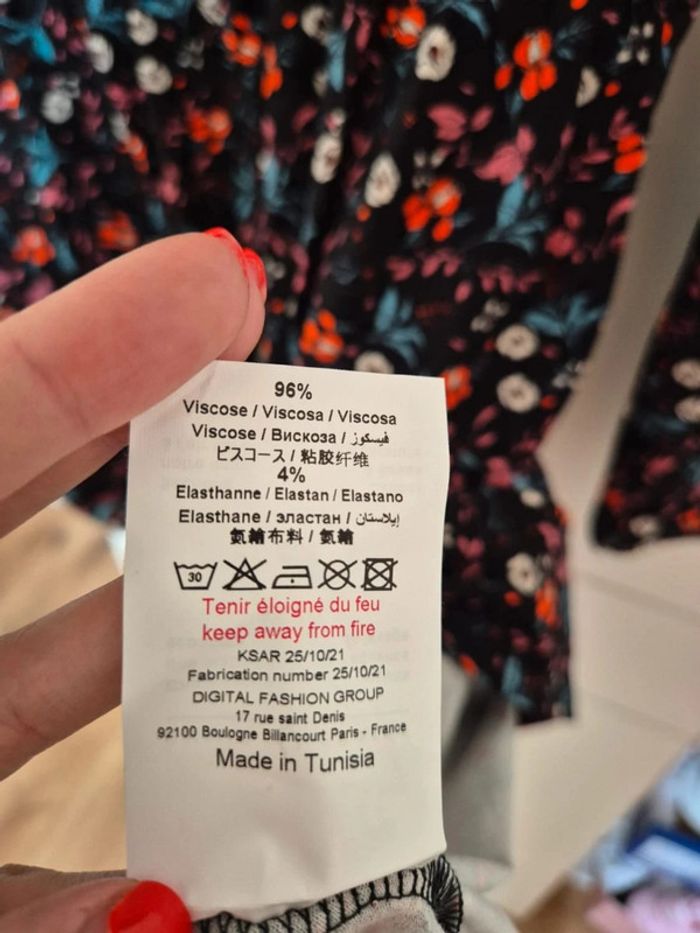 96%
Viscose / Viscosa / Viscosa
Viscose / Вискоза / فيسكوز
ビスコース / 粘胶纤维
4%
Elasthanne / Elastan / Elastano
Elasthane / эластан / إيلاستان
氨綸布料 / 氨綸
30
Tenir éloigné du feu
keep away from fire
KSAR 25/10/21
Fabrication number 25/10/21
DIGITAL FASHION GROUP
17 rue saint Denis
92100 Boulogne Billancourt Paris - France
Made in Tunisia